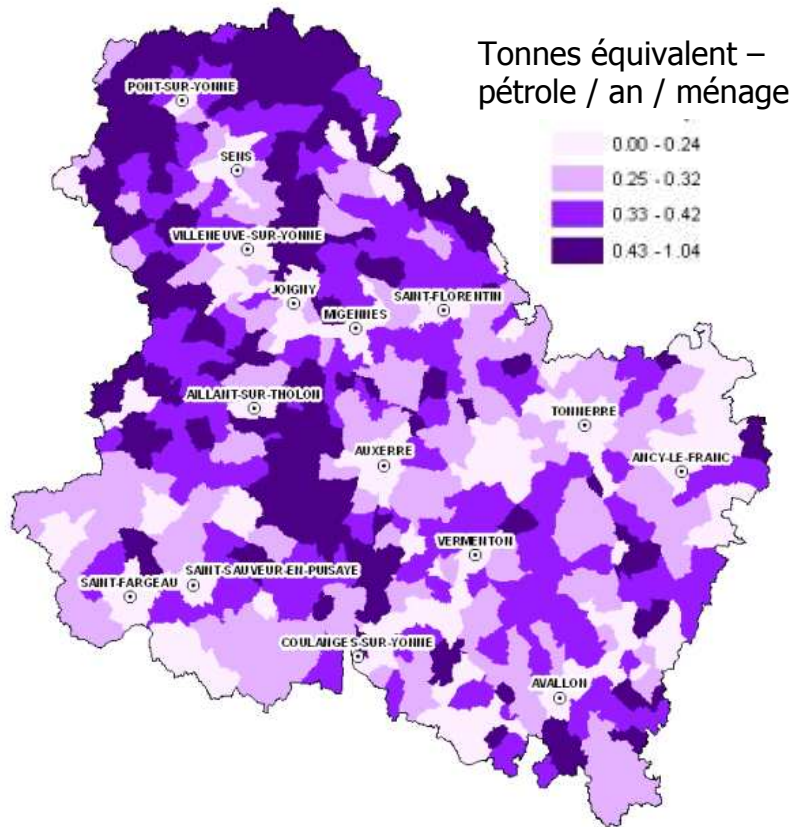 Tonnes équivalent –
pétrole / an / ménage
0.00 - 0.24
0.25 - 0.32
0.33 - 0.42
0.43 - 1.04
PONT-SUR-YONNE
SENS
VILLENEUVE-SUR-YONNE
JOIGNY
MIGENNES
SAINT-FLORENTIN
AILLANT-SUR-THOLON
TONNERRE
AUXERRE
ANCY-LE-FRANC
VERMENTON
SAINT-SAUVEUR-EN-PUISAYE
SAINT-FARGEAU
COULANGES-SUR-YONNE
AVALLON